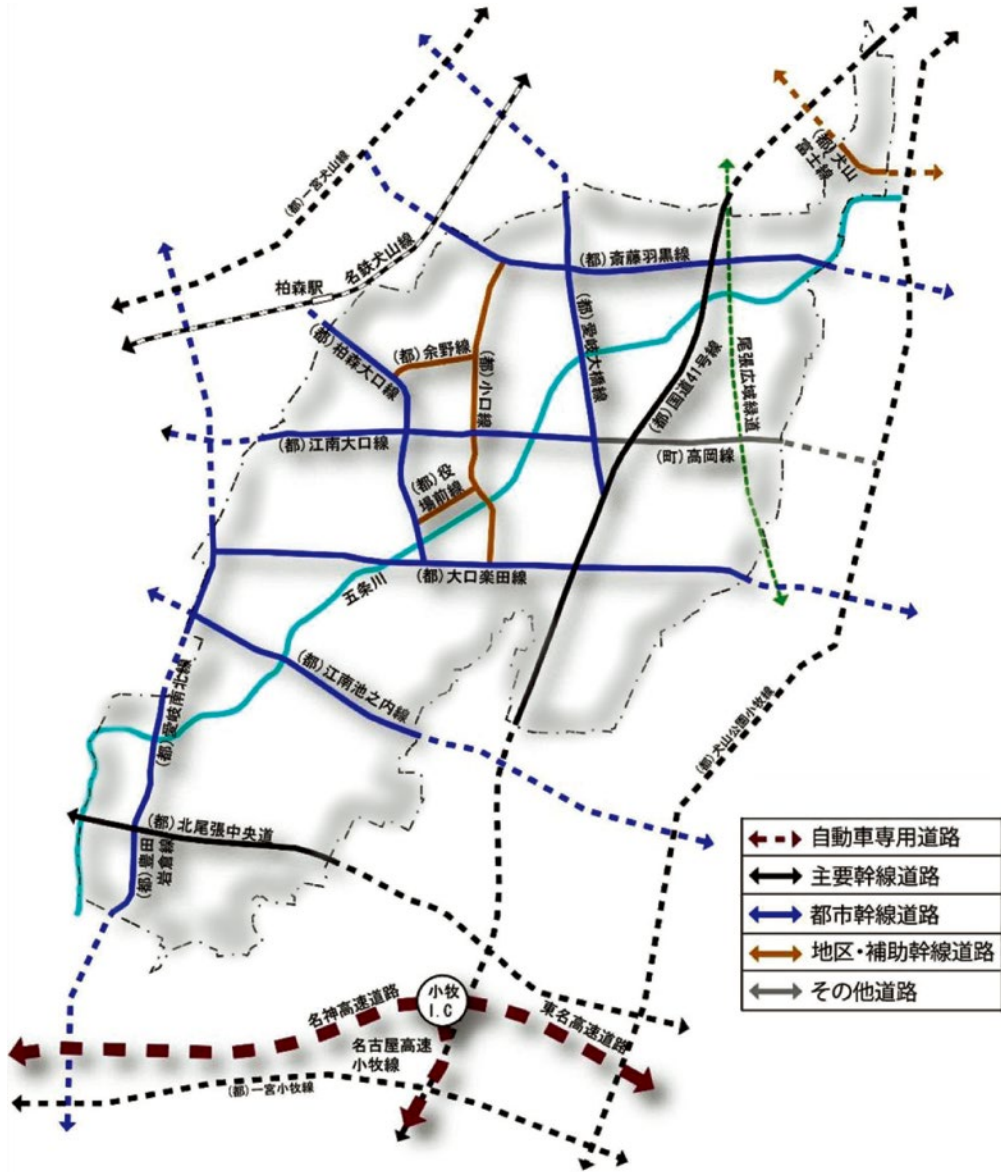 (都)一宮犬山線
名鉄犬山線
柏森駅
(都)犬山
富士線
(都)斎藤羽黒線
(都)愛岐大橋線
(都)柏森大口線
(都)余野線
(都)小口線
(都)国道41号線
尾張広域緑道
(都)江南大口線
(町)高岡線
(都)役
場前線
(都)大口楽田線
五条川
(都)江南池之内線
(都)愛岐南北線
(都)犬山公園小牧線
(都)北尾張中央道
(都)豊田
岩倉線
自動車専用道路
主要幹線道路
都市幹線道路
地区・補助幹線道路
その他道路
小牧
I.C
名神高速道路
東名高速道路
名古屋高速
小牧線
(都)一宮小牧線